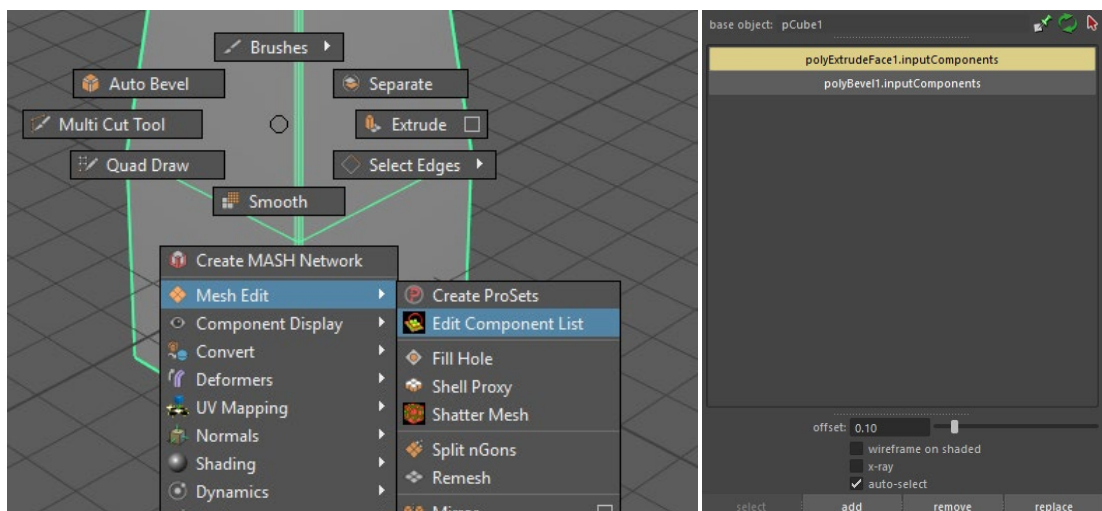 Brushes
Auto Bevel
Separate
Multi Cut Tool
Extrude
Quad Draw
Select Edges
Smooth
Create MASH Network
Mesh Edit
Component Display
Convert
Deformers
UV Mapping
Normals
Shading
Dynamics
Create ProSets
Edit Component List
Fill Hole
Shell Proxy
Shatter Mesh
Split nGons
Remesh
Mirror
base object: pCube1
polyExtrudeFace1.inputComponents
polyBevel1.inputComponents
offset: 0.10
wireframe on shaded
x-ray
auto-select
select add remove replace